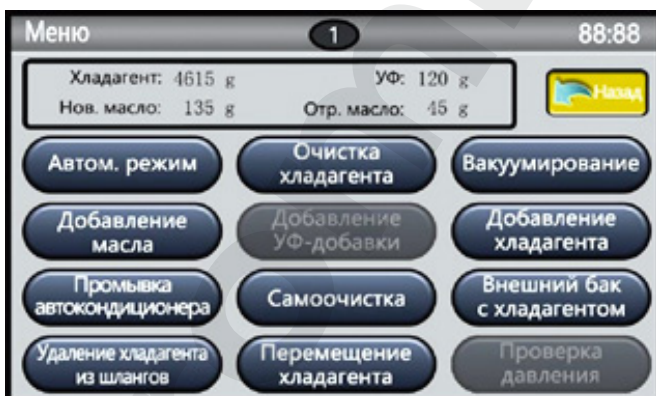 Меню 1 88:88
Хладагент: 4615 g УФ: 120 g
Нов. масло: 135 g Отр. масло: 45 g
Назад
Автом. режим
Очистка
хладагента
Вакуумирование
Добавление
масла
Добавление
УФ-добавки
Добавление
хладагента
Промывка
автокондиционера
Самоочистка
Внешний бак
с хладагентом
Удаление хладагента
из шлангов
Перемещение
хладагента
Проверка
давления